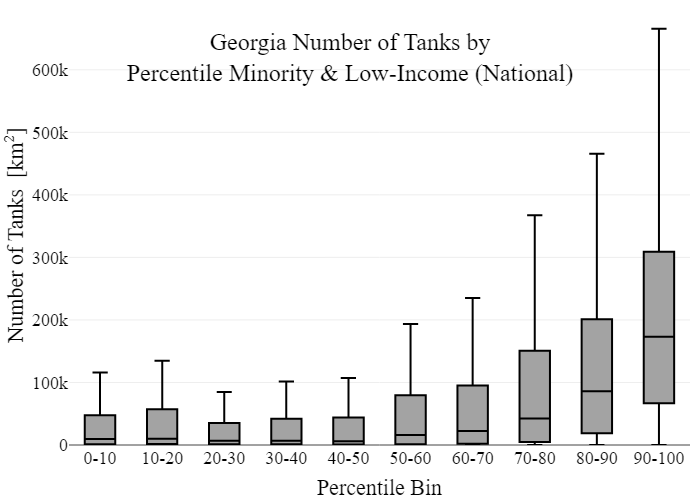 Georgia Number of Tanks by
Percentile Minority & Low-Income (National)
Number of Tanks [km²]
600k
500k
400k
300k
200k
100k
0
0-10 10-20 20-30 30-40 40-50 50-60 60-70 70-80 80-90 90-100
Percentile Bin